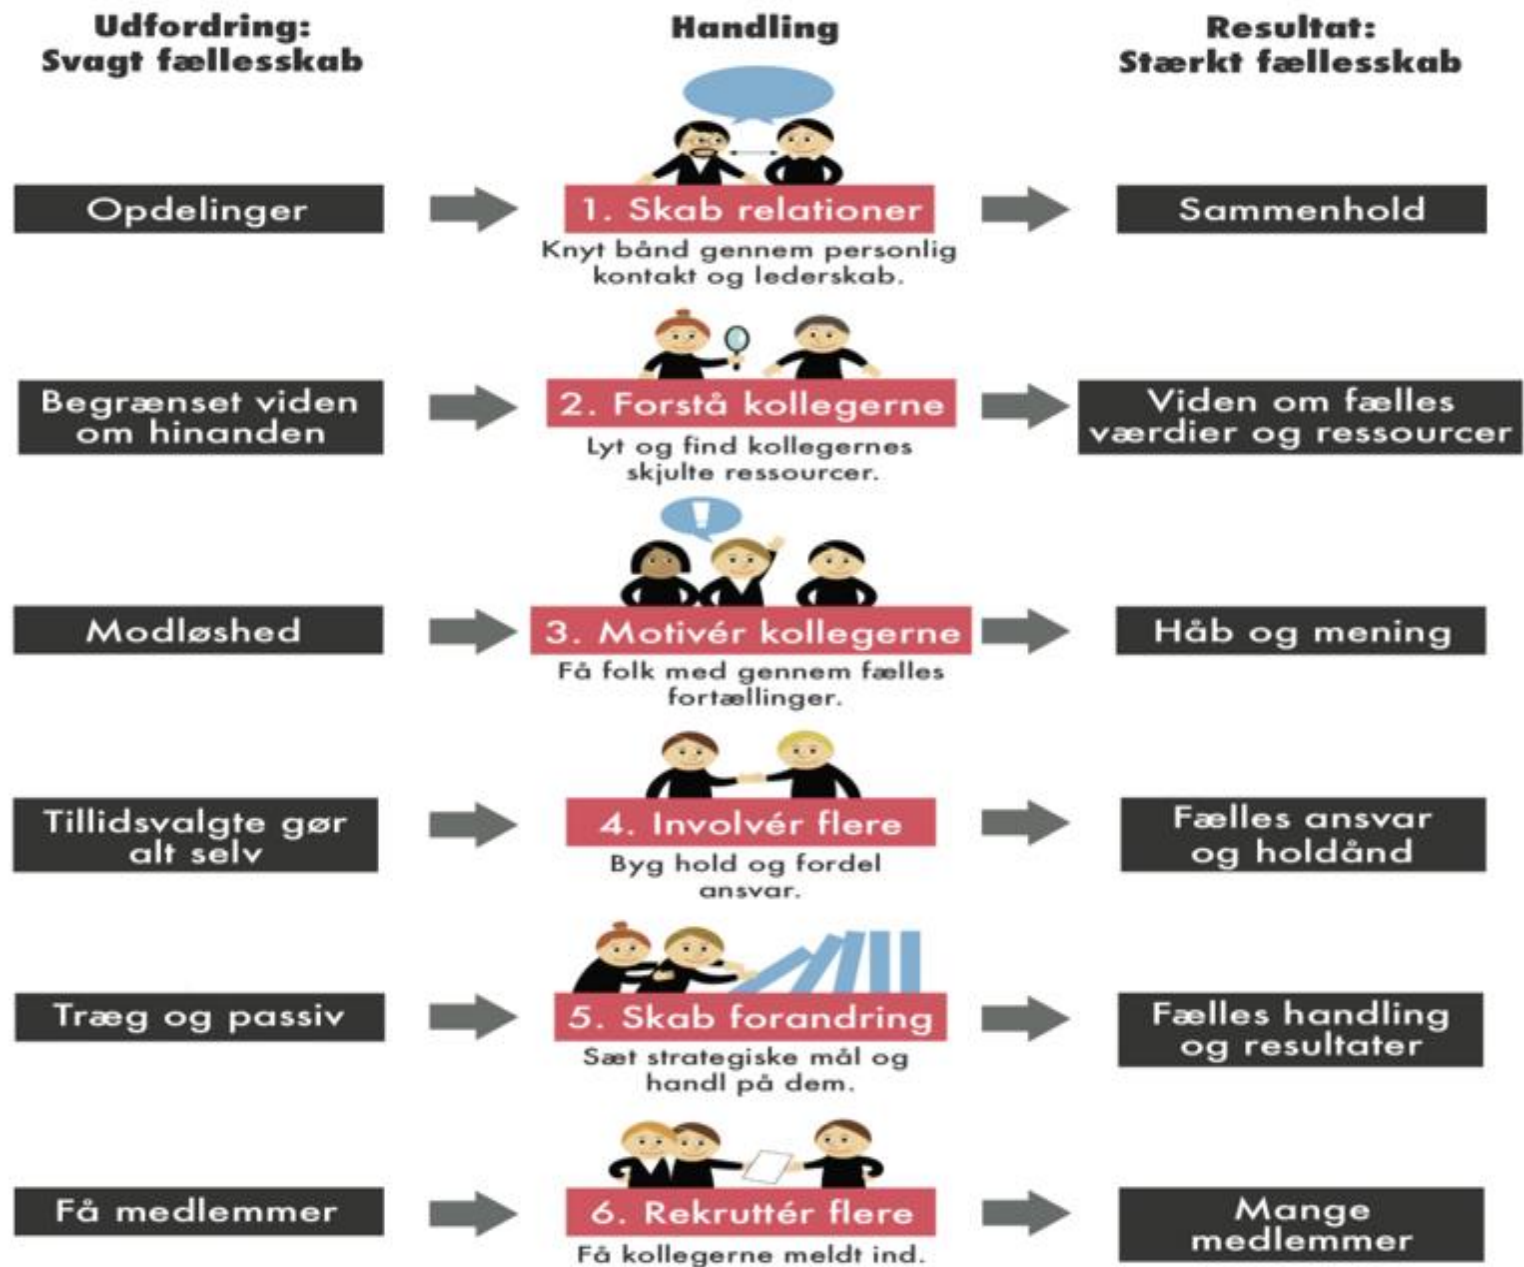 Udfordring:
Svagt fællesskab
Handling
Resultat:
Stærkt fællesskab
Opdelinger
1. Skab relationer
Knyt bånd gennem personlig
kontakt og lederskab.
Sammenhold
Begrænset viden
om hinanden
2. Forstå kollegerne
Lyt og find kollegernes
skjulte ressourcer.
Viden om fælles
værdier og ressourcer
!
Modløshed
3. Motivér kollegerne
Få folk med gennem fælles
fortællinger.
Håb og mening
Tillidsvalgte gør
alt selv
4. Involvér flere
Byg hold og fordel
ansvar.
Fælles ansvar
og holdånd
Træg og passiv
5. Skab forandring
Sæt strategiske mål og
handl på dem.
Fælles handling
og resultater
Få medlemmer
6. Rekruttér flere
Få kollegerne meldt ind.
Mange
medlemmer